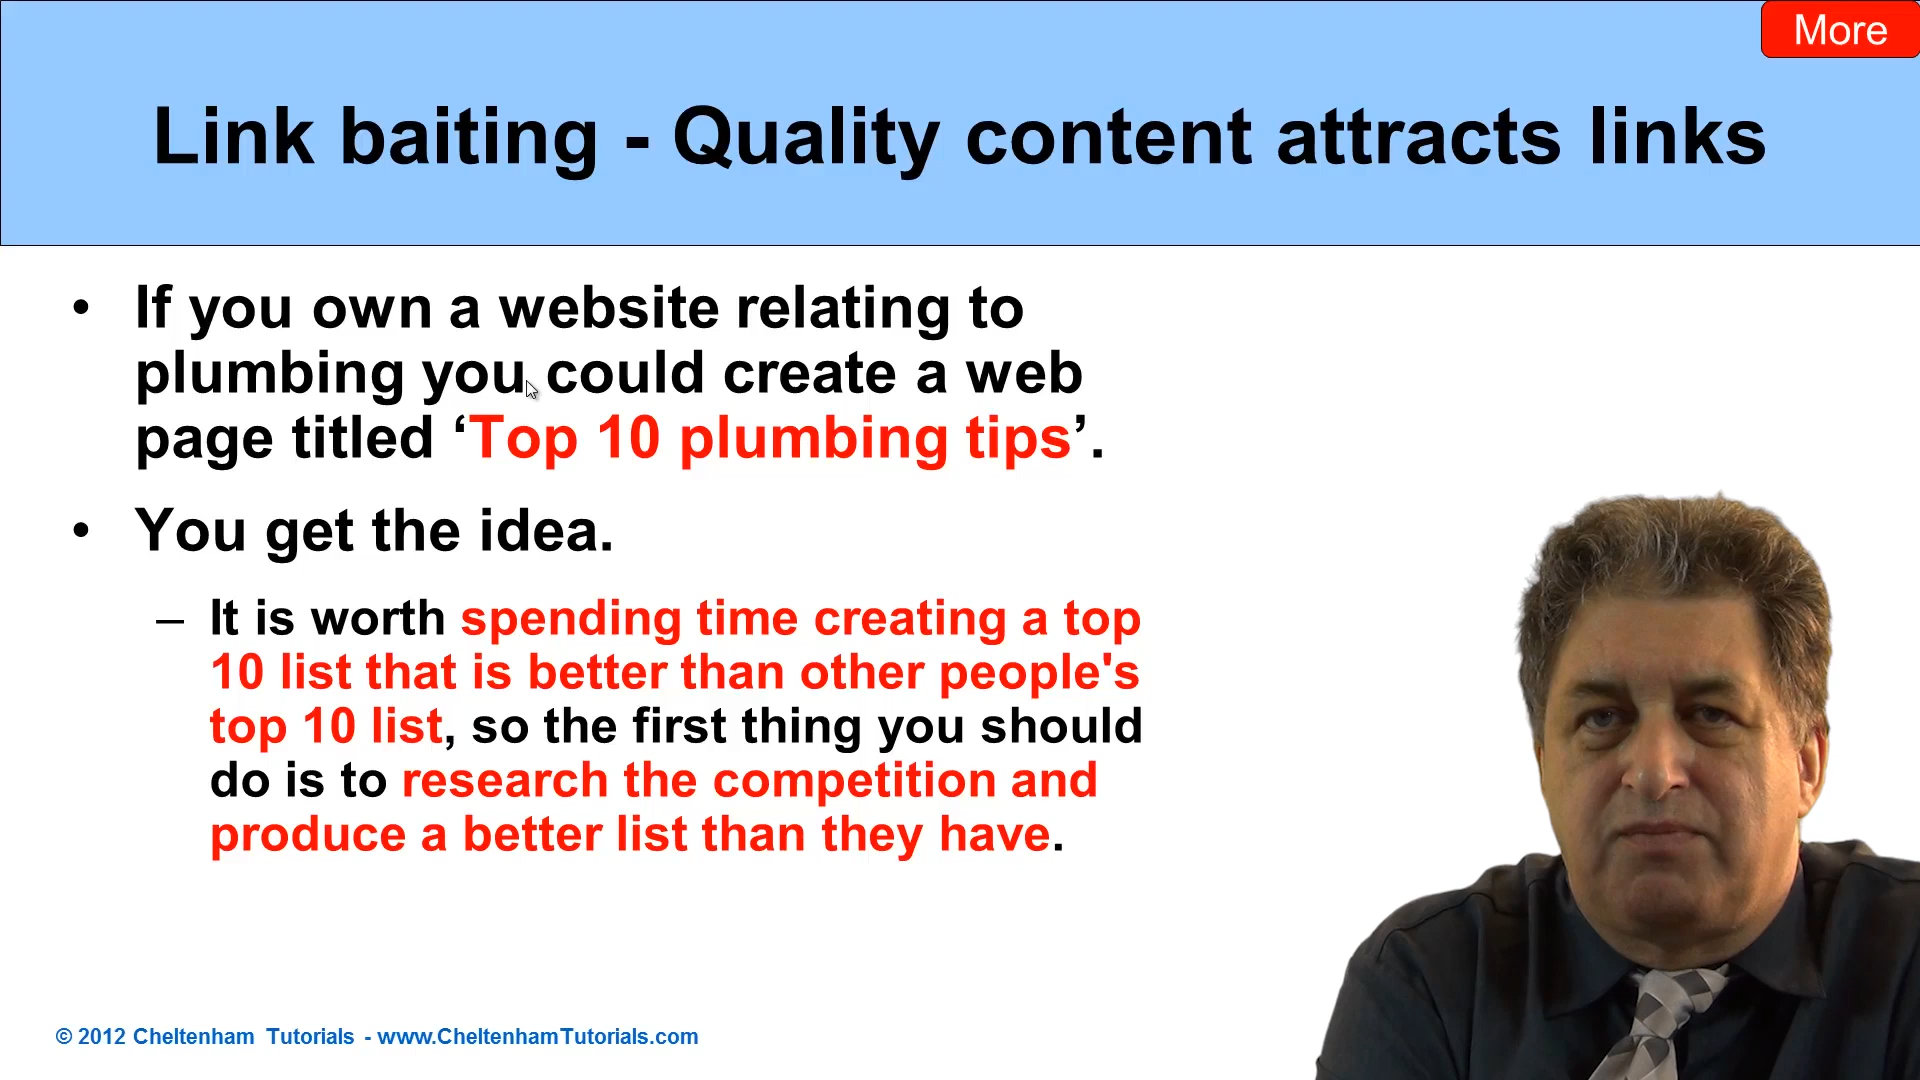 More
Link baiting - Quality content attracts links
• If you own a website relating to
plumbing you could create a web
page titled ‘Top 10 plumbing tips’.
• You get the idea.
– It is worth spending time creating a top
10 list that is better than other people's
top 10 list, so the first thing you should
do is to research the competition and
produce a better list than they have.
© 2012 Cheltenham Tutorials - www.CheltenhamTutorials.com